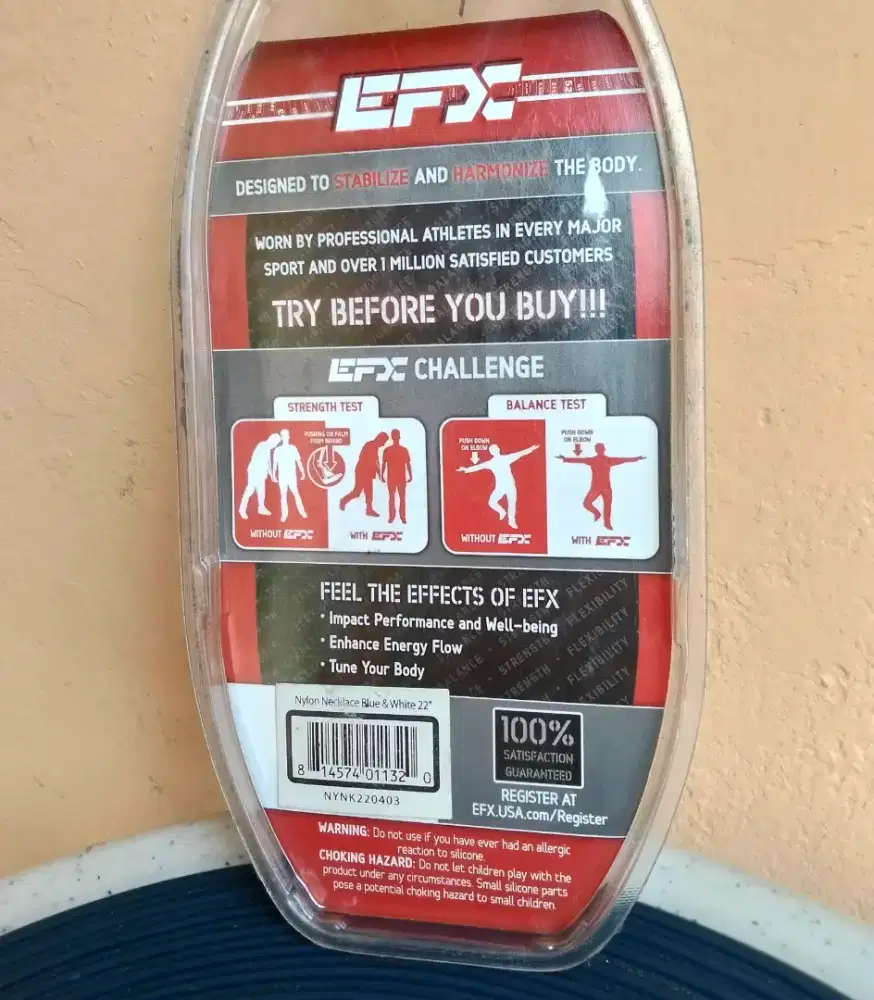 EFX
DESIGNED TO STABILIZE AND HARMONIZE THE BODY.
WORN BY PROFESSIONAL ATHLETES IN EVERY MAJOR
SPORT AND OVER 1 MILLION SATISFIED CUSTOMERS
TRY BEFORE YOU BUY!!!
EFX CHALLENGE
STRENGTH TEST
PUSHING ON PALM
FROM BEHIND
WITHOUT EFX
WITH EFX
BALANCE TEST
PUSH DOWN
ON ELBOW
PUSH DOWN
ON ELBOW
WITHOUT EFX
WITH EFX
FEEL THE EFFECTS OF EFX
• Impact Performance and Well-being
• Enhance Energy Flow
• Tune Your Body
Nylon Necklace Blue & White 22"
8 14574 01132 0
NYNK220403
100%
SATISFACTION
GUARANTEED
REGISTER AT
EFX.USA.com/Register
WARNING: Do not use if you have ever had an allergic
reaction to silicone.
CHOKING HAZARD: Do not let children play with the
product under any circumstances. Small silicone parts
pose a potential choking hazard to small children.